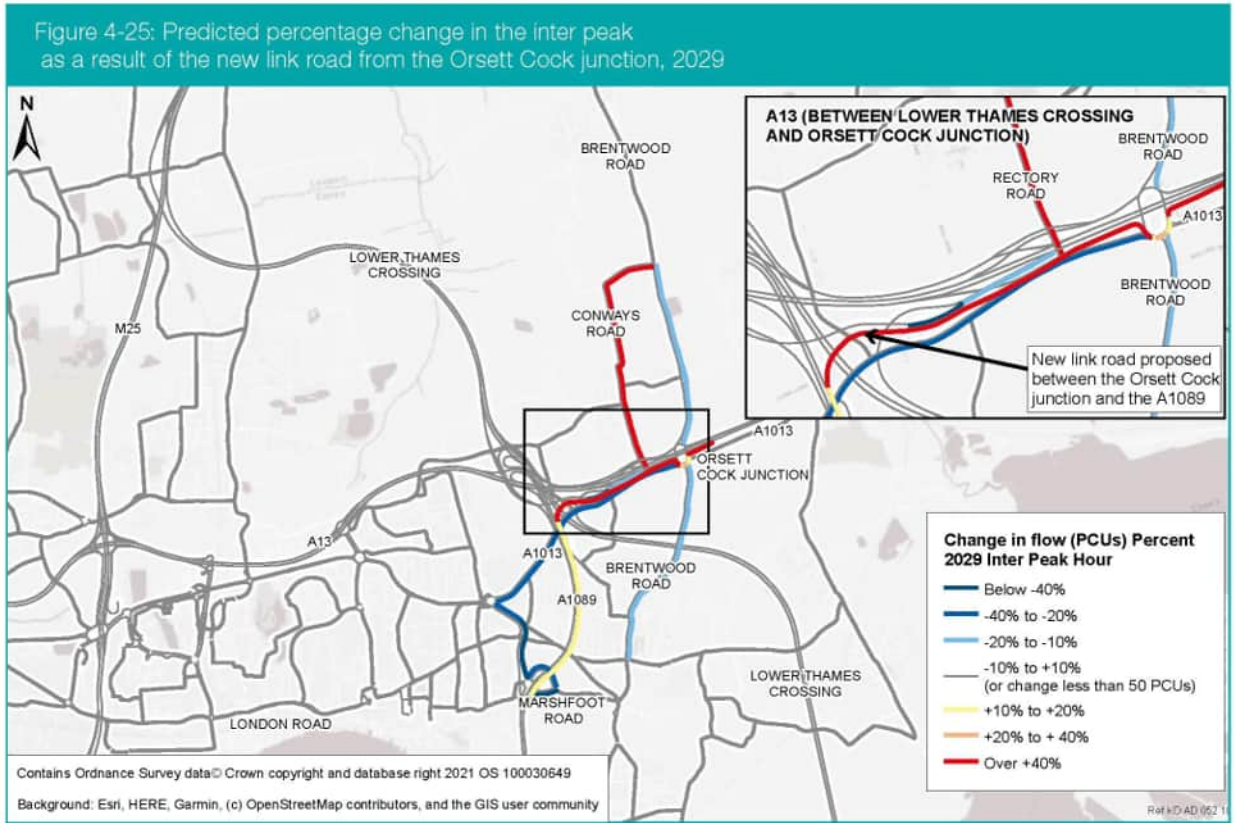 Figure 4-25: Predicted percentage change in the inter peak
as a result of the new link road from the Orsett Cock junction, 2029
N
BRENTWOOD
ROAD
LOWER THAMES
CROSSING
M25
CONWAYS
ROAD
A1013
ORSETT
COCK JUNCTION
A13
A1013
BRENTWOOD
ROAD
A1089
LOWER THAMES
CROSSING
MARSHFOOT
ROAD
LONDON ROAD
A13 (BETWEEN LOWER THAMES CROSSING
AND ORSETT COCK JUNCTION)
BRENTWOOD
ROAD
RECTORY
ROAD
A1013
BRENTWOOD
ROAD
New link road proposed
between the Orsett Cock
junction and the A1089
Change in flow (PCUs) Percent
2029 Inter Peak Hour
Below -40%
-40% to -20%
-20% to -10%
-10% to +10%
(or change less than 50 PCUs)
+10% to +20%
+20% to + 40%
Over +40%
Contains Ordnance Survey data© Crown copyright and database right 2021 OS 100030649
Background: Esri, HERE, Garmin, (c) OpenStreetMap contributors, and the GIS user community